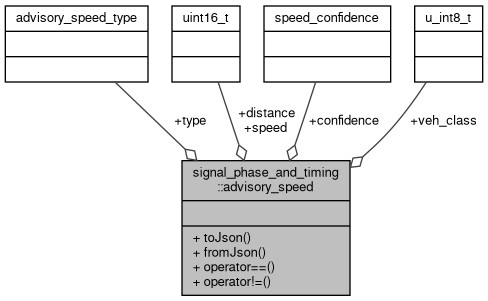 advisory_speed_type
uint16_t
speed_confidence
u_int8_t
+type
+distance
+speed
+confidence
+veh_class
signal_phase_and_timing
::advisory_speed
+ toJson()
+ fromJson()
+ operator==()
+ operator!=()